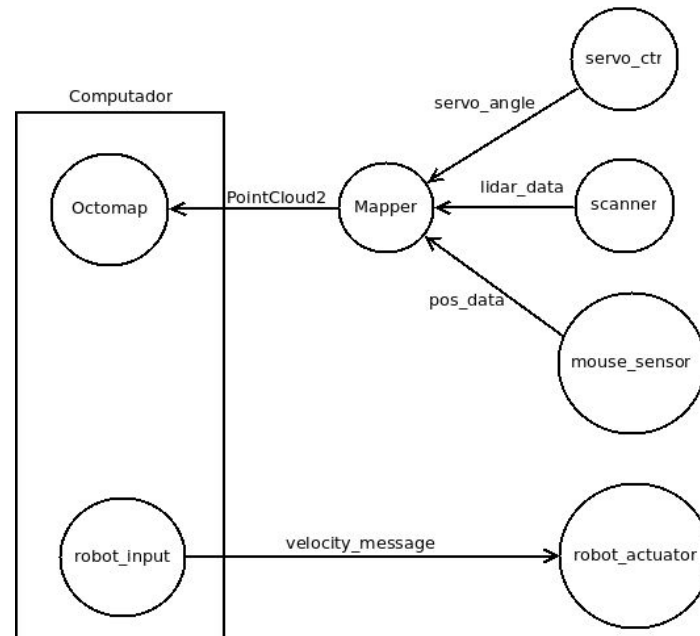 servo_ctr
Computador
servo_angle
Octomap
PointCloud2
Mapper
lidar_data
scanner
pos_data
mouse_sensor
robot_input
velocity_message
robot_actuator